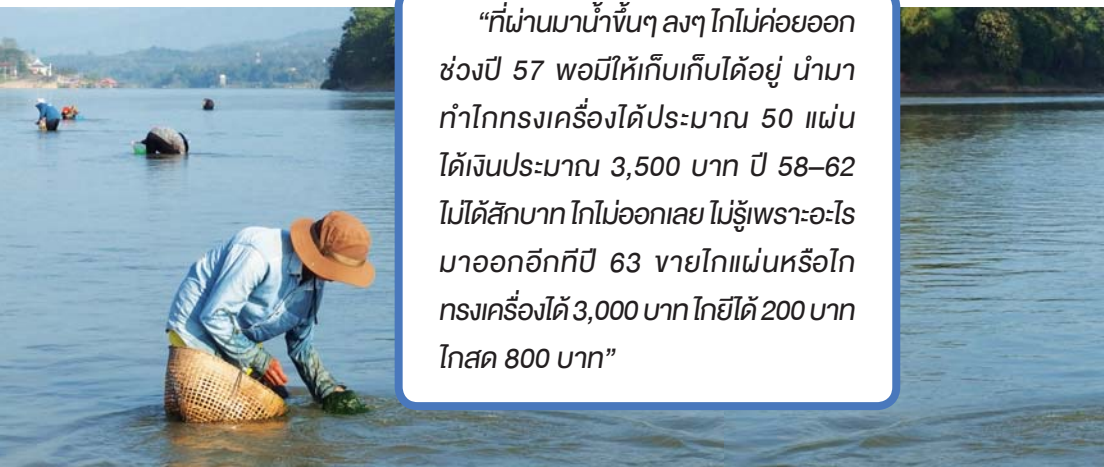 “ที่ผ่านมาน้ำขึ้นๆ ลงๆ ไกไม่ค่อยออก
ช่วงปี 57 พอมีให้เก็บเก็บได้อยู่ นำมา
ทำไกทรงเครื่องได้ประมาณ 50 แผ่น
ได้เงินประมาณ 3,500 บาท ปี 58–62
ไม่ได้สักบาท ไกไม่ออกเลย ไม่รู้เพราะอะไร
มาออกอีกทีปี 63 ขายไกแผ่นหรือไก
ทรงเครื่องได้ 3,000 บาท ไกยีได้ 200 บาท
ไกสด 800 บาท”